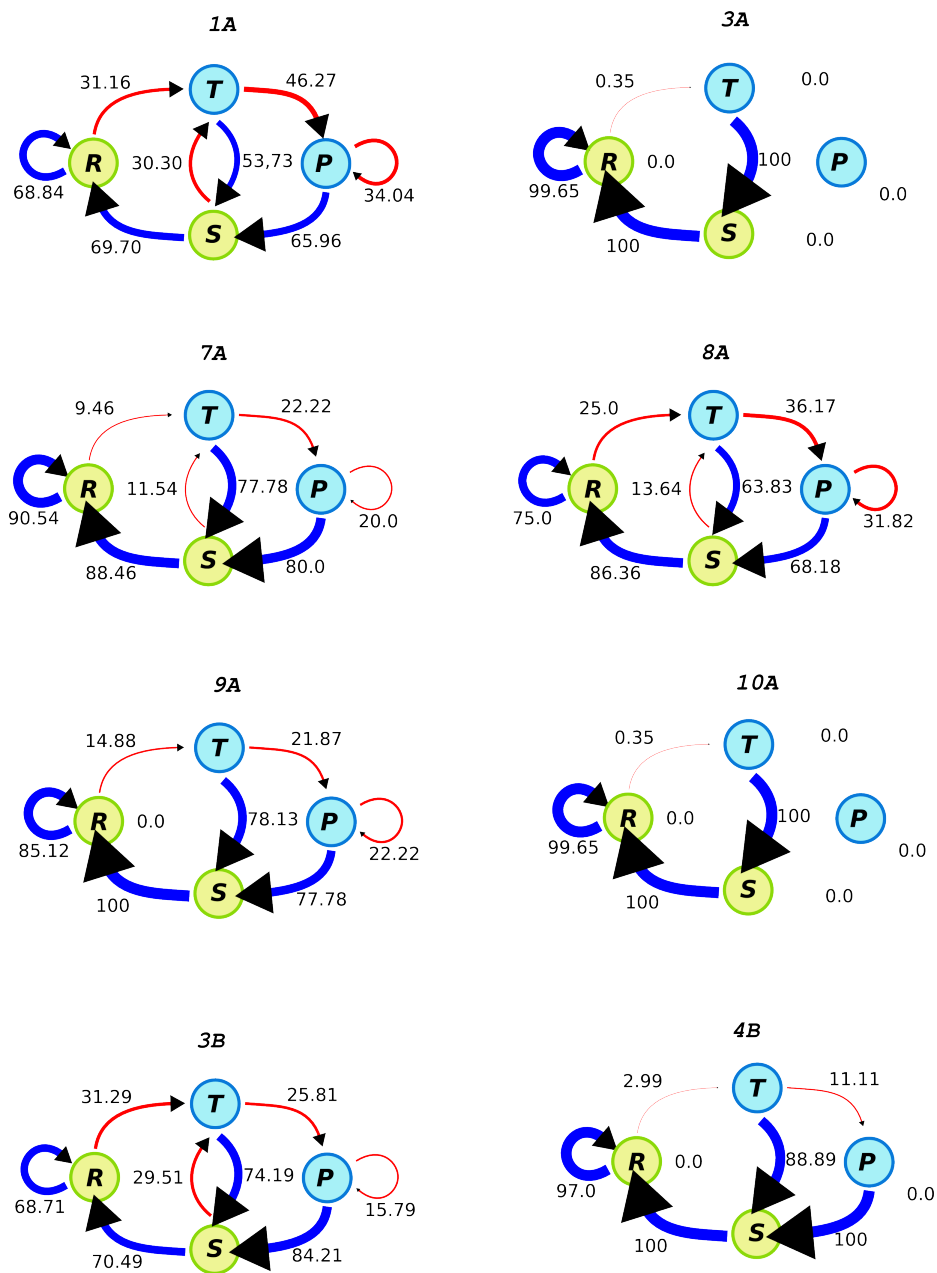 1A
31.16
T
46.27
R
30.30
53,73
P
68.84
34.04
69.70
S
65.96
3A
0.35
T
0.0
R
0.0
100
P
99.65
0.0
100
S
0.0
7A
9.46
T
22.22
R
11.54
77.78
P
90.54
20.0
88.46
S
80.0
8A
25.0
T
36.17
R
13.64
63.83
P
75.0
31.82
86.36
S
68.18
9A
14.88
T
21.87
R
0.0
78.13
P
85.12
22.22
100
S
77.78
10A
0.35
T
0.0
R
0.0
100
P
99.65
0.0
100
S
0.0
3B
31.29
T
25.81
R
29.51
74.19
P
68.71
15.79
70.49
S
84.21
4B
2.99
T
11.11
R
0.0
88.89
P
97.0
0.0
100
S
100